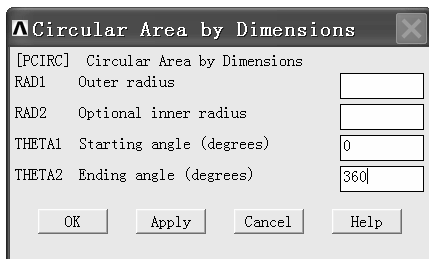 Circular Area by Dimensions
[PCIRC] Circular Area by Dimensions
RAD1 Outer radius
RAD2 Optional inner radius
THETA1 Starting angle (degrees) 0
THETA2 Ending angle (degrees) 360
OK Apply Cancel Help